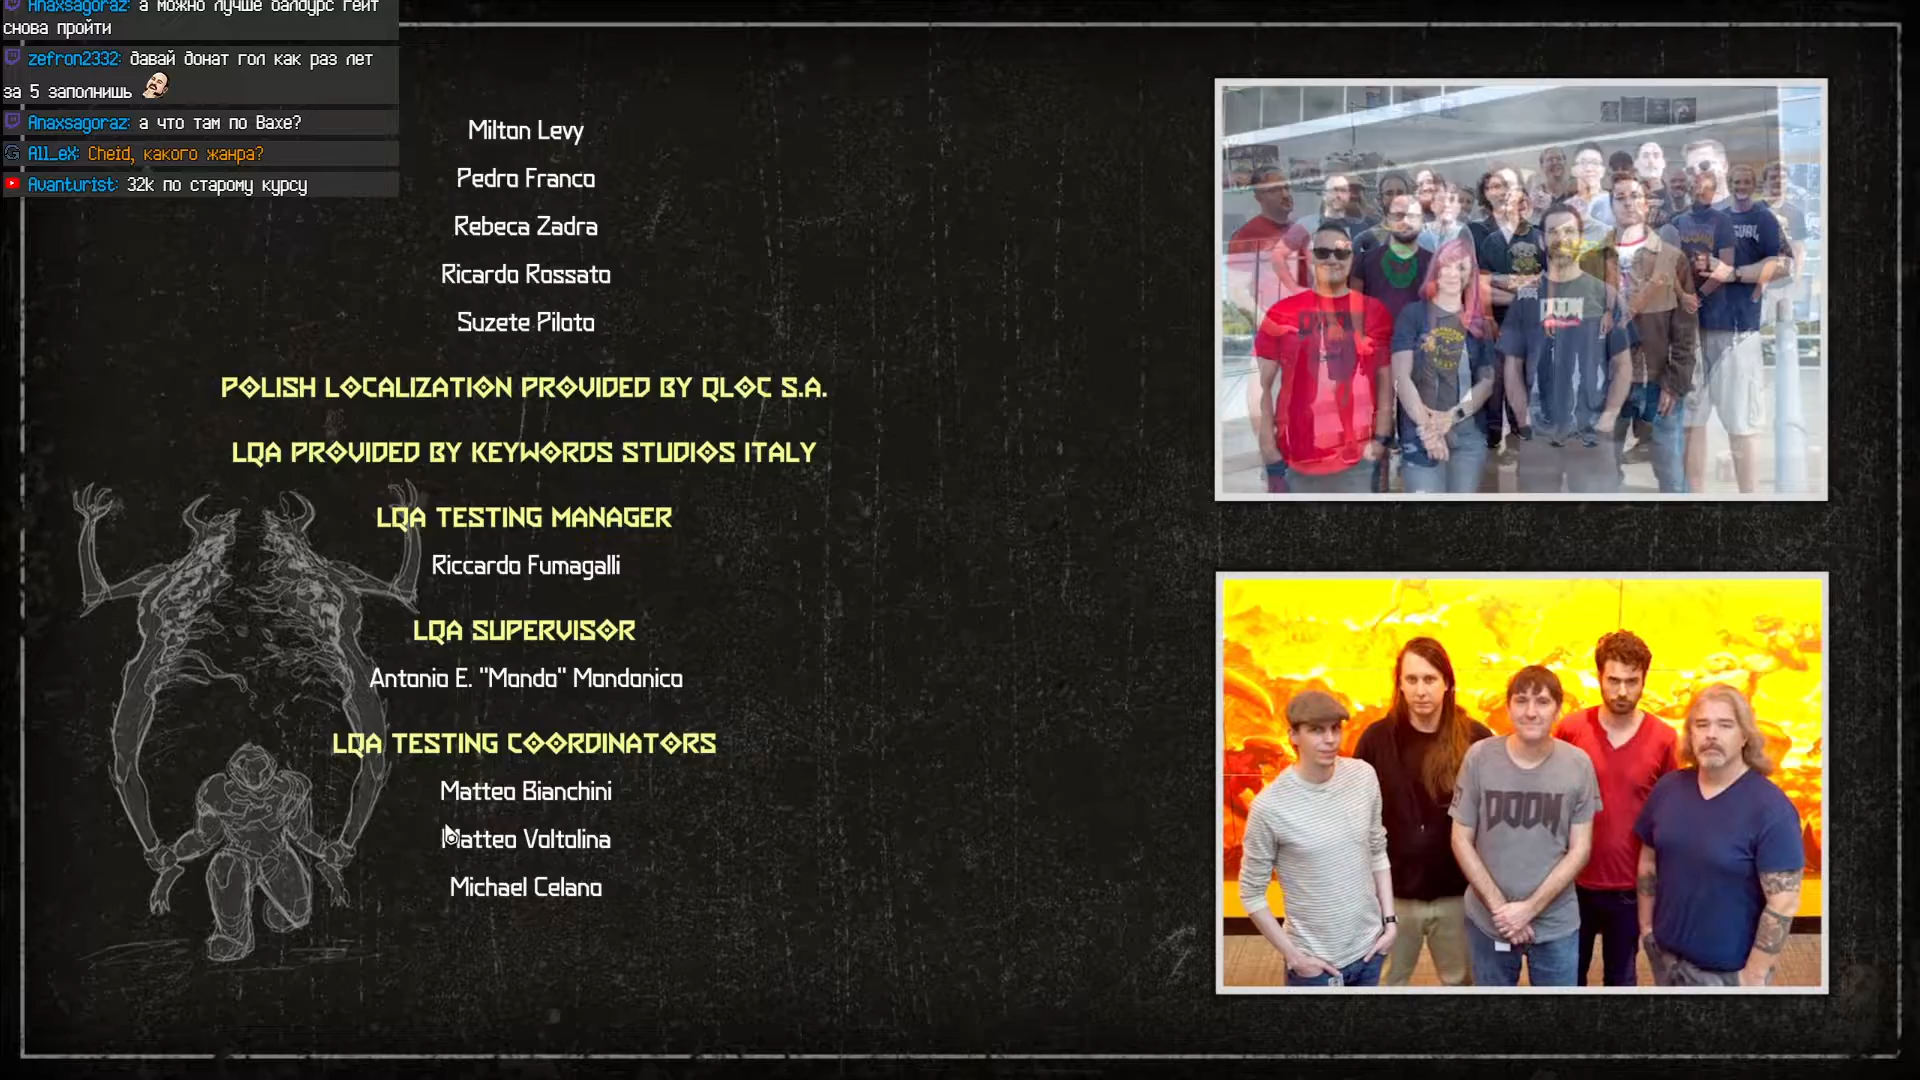 Anaxsagoraz: а можно лучше балдурс гейт
снова пройти
zefron2332: давай донат гол как раз лет
за 5 заполнишь
Anaxsagoraz: а что там по Вахе?
All_eX: Cheid, какого жанра?
Avanturist: 32k по старому курсу
Milton Levy
Pedro Franco
Rebeca Zadra
Ricardo Rossato
Suzete Piloto
POLISH LOCALIZATION PROVIDED BY QLOC S.A.
LQA PROVIDED BY KEYWORDS STUDIOS ITALY
LQA TESTING MANAGER
Riccardo Fumagalli
LQA SUPERVISOR
Antonio E. "Mondo" Mondonico
LQA TESTING COORDINATORS
Matteo Bianchini
Matteo Voltolina
Michael Celano
DOOM
DOOM
DOOM